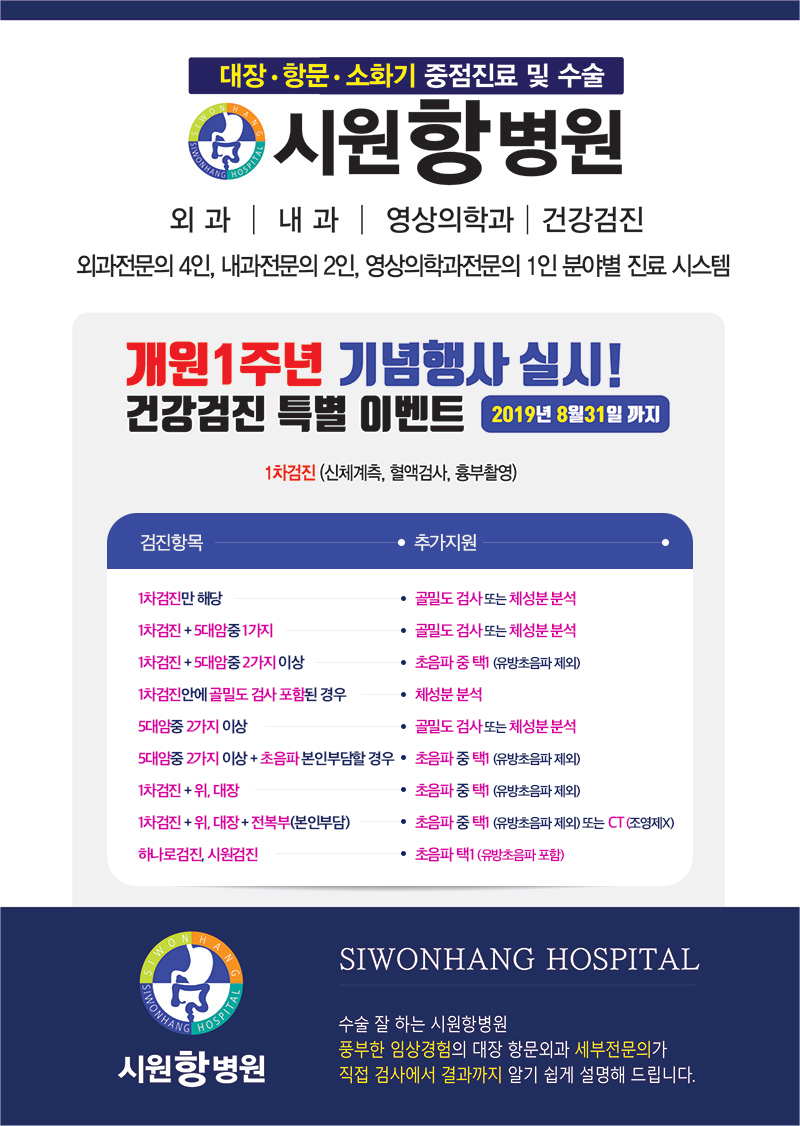 대장·항문·소화기 중점진료 및 수술
SIWONHANG
SIWONHANG HOSPITAL
시원항병원
외과 | 내과 | 영상의학과 | 건강검진
외과전문의 4인, 내과전문의 2인, 영상의학과전문의 1인 분야별 진료 시스템
개원1주년 기념행사 실시!
건강검진 특별 이벤트 2019년 8월31일 까지
1차검진 (신체계측, 혈액검사, 흉부촬영)
검진항목 추가지원
1차검진만 해당 • 골밀도 검사 또는 체성분 분석
1차검진 + 5대암중 1가지 • 골밀도 검사 또는 체성분 분석
1차검진 + 5대암중 2가지 이상 • 초음파 중 택1 (유방초음파 제외)
1차검진안에 골밀도 검사 포함된 경우 • 체성분 분석
5대암중 2가지 이상 • 골밀도 검사 또는 체성분 분석
5대암중 2가지 이상 + 초음파 본인부담할 경우 • 초음파 중 택1 (유방초음파 제외)
1차검진 + 위, 대장 • 초음파 중 택1 (유방초음파 제외)
1차검진 + 위, 대장 + 전복부(본인부담) • 초음파 중 택1 (유방초음파 제외) 또는 CT (조영제X)
하나로검진, 시원검진 • 초음파 택1 (유방초음파 포함)
SIWONHANG
SIWONHANG HOSPITAL
시원항병원
SIWONHANG HOSPITAL
수술 잘 하는 시원항병원
풍부한 임상경험의 대장 항문외과 세부전문의가
직접 검사에서 결과까지 알기 쉽게 설명해 드립니다.